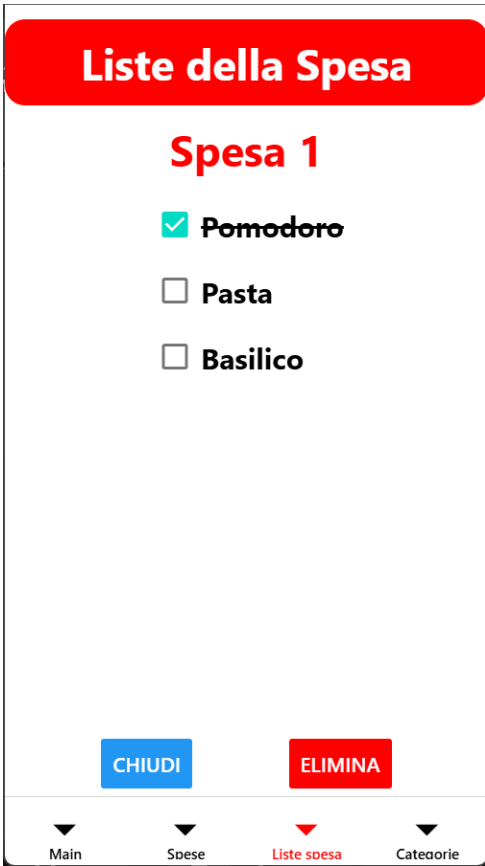 Liste della Spesa
Spesa 1
Pomodoro
Pasta
Basilico
CHIUDI ELIMINA
Main Spese Liste spesa Categorie